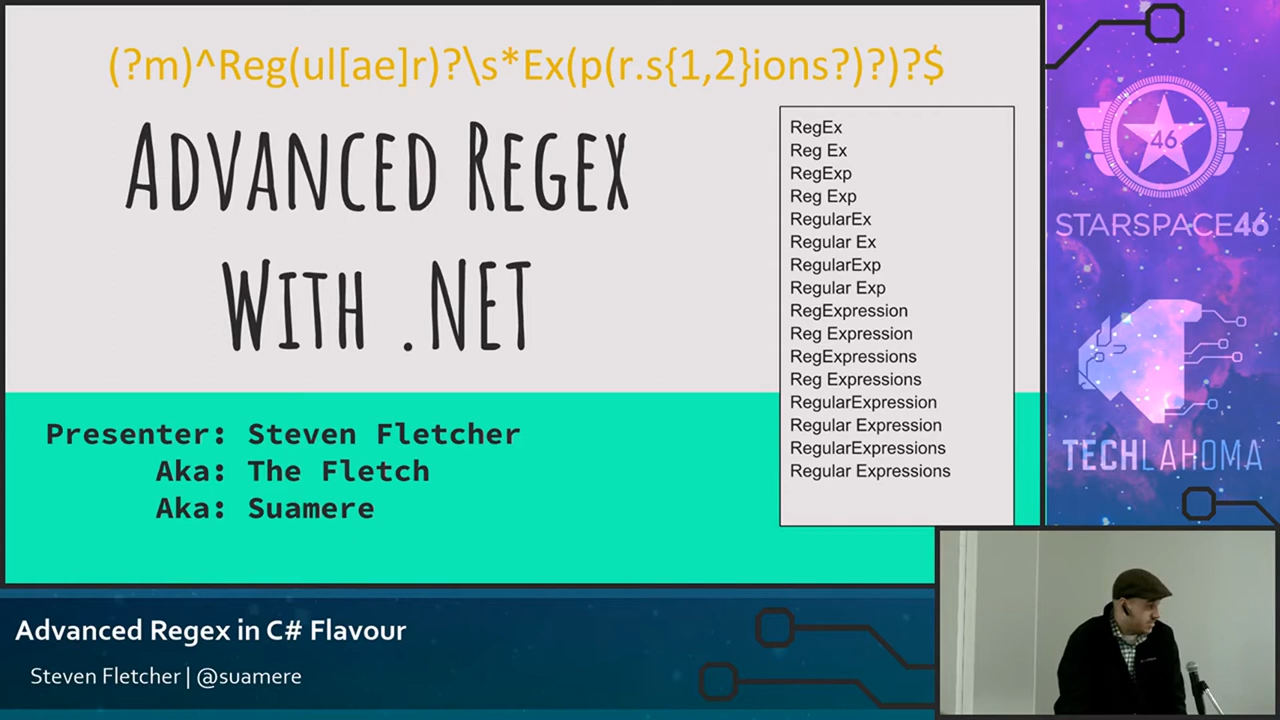 (?m)^Reg(ul[ae]r)?\s*Ex(p(r.s{1,2}ions?)?)?$
ADVANCED REGEX
WITH .NET
RegEx
Reg Ex
RegExp
Reg Exp
RegularEx
Regular Ex
RegularExp
Regular Exp
RegExpression
Reg Expression
RegExpressions
Reg Expressions
RegularExpression
Regular Expression
RegularExpressions
Regular Expressions
Presenter: Steven Fletcher
Aka: The Fletch
Aka: Suamere
46
STARSPACE46
TECHLAHOMA
Advanced Regex in C# Flavour
Steven Fletcher | @suamere